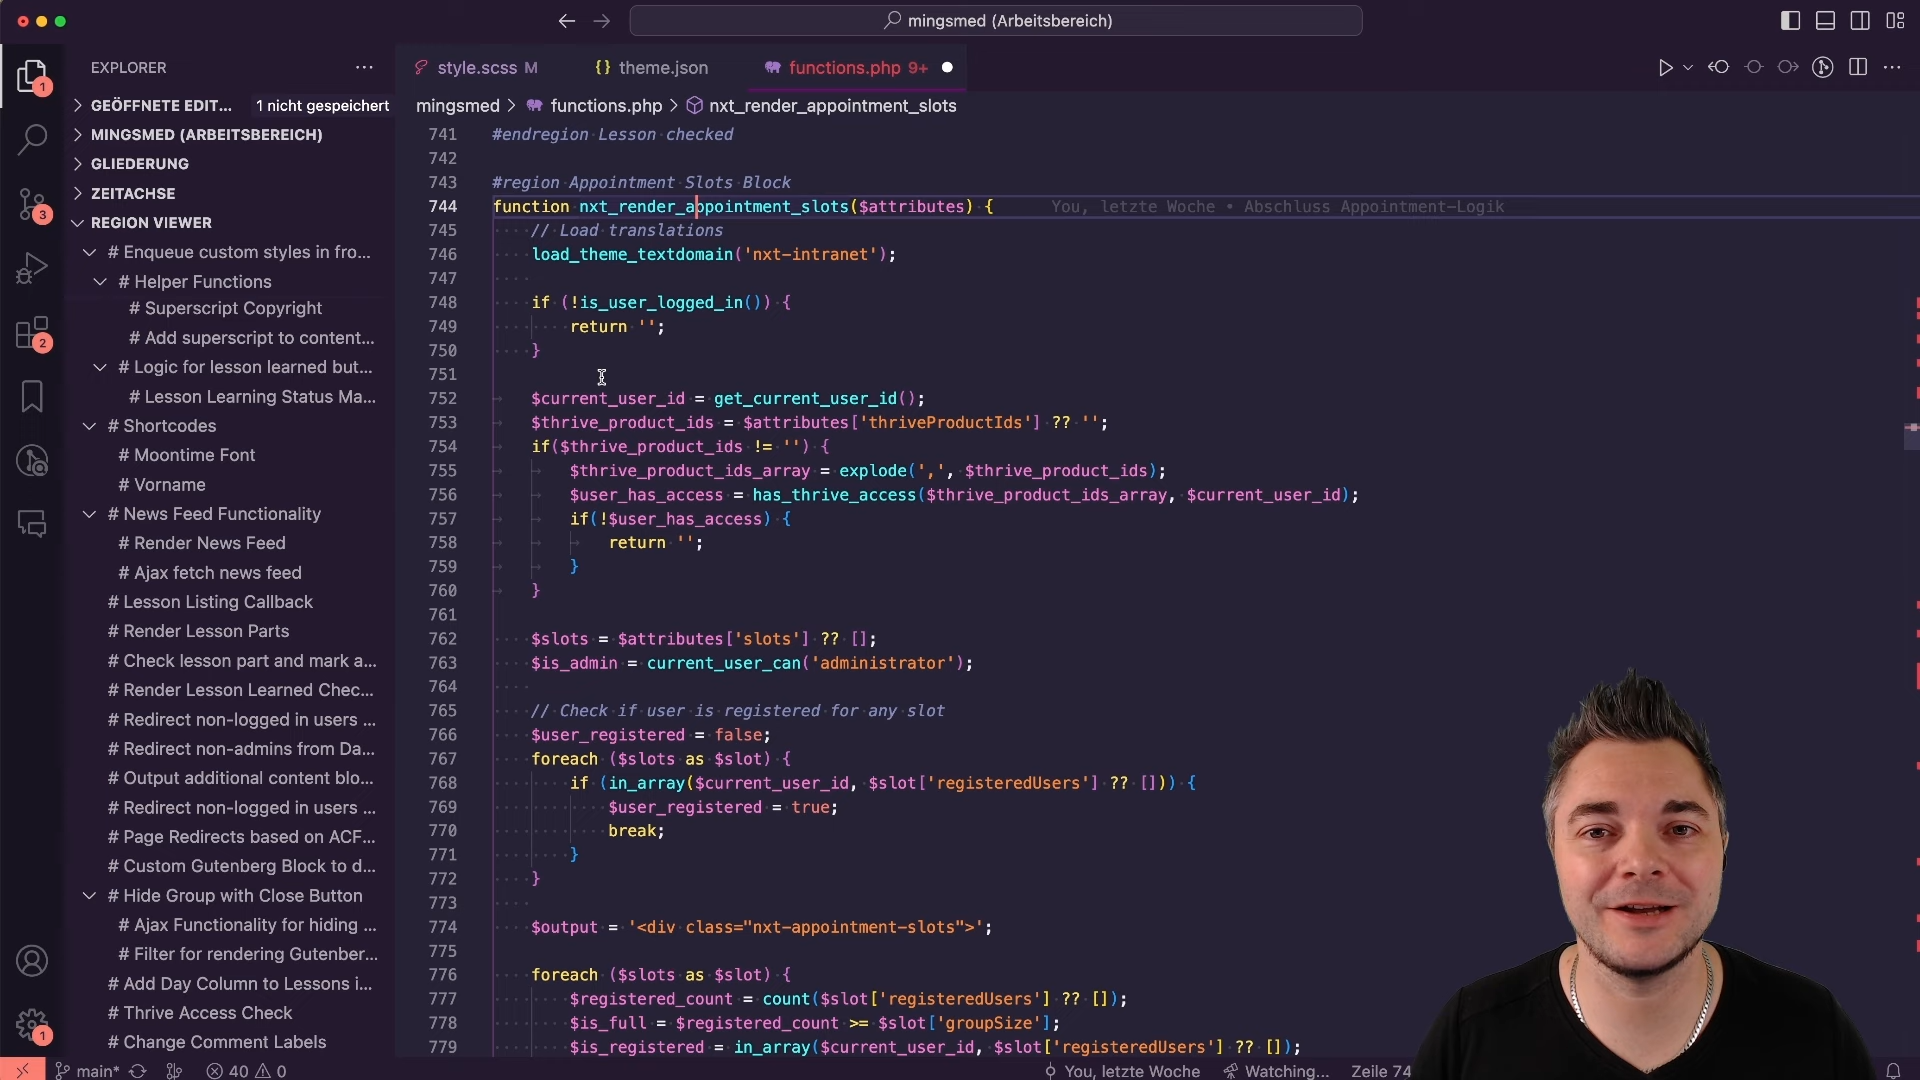 mingsmed (Arbeitsbereich)
EXPLORER
1
GEÖFFNETE EDIT... 1 nicht gespeichert
MINGSMED (ARBEITSBEREICH)
GLIEDERUNG
ZEITACHSE
REGION VIEWER
# Enqueue custom styles in fro...
# Helper Functions
# Superscript Copyright
# Add superscript to content...
# Logic for lesson learned but...
# Lesson Learning Status Ma...
# Shortcodes
# Moontime Font
# Vorname
# News Feed Functionality
# Render News Feed
# Ajax fetch news feed
# Lesson Listing Callback
# Render Lesson Parts
# Check lesson part and mark a...
# Render Lesson Learned Chec...
# Redirect non-logged in users ...
# Redirect non-admins from Da...
# Output additional content blo...
# Redirect non-logged in users ...
# Page Redirects based on ACF...
# Custom Gutenberg Block to d...
# Hide Group with Close Button
# Ajax Functionality for hiding ...
# Filter for rendering Gutenber...
# Add Day Column to Lessons i...
# Thrive Access Check
# Change Comment Labels
3
2
1
style.scss M {} theme.json functions.php 9+
mingsmed > functions.php > nxt_render_appointment_slots
741 #endregion Lesson checked
742
743 #region Appointment Slots Block
744 function nxt_render_appointment_slots($attributes) { You, letzte Woche • Abschluss Appointment-Logik
745 // Load translations
746 load_theme_textdomain('nxt-intranet');
747
748 if (!is_user_logged_in()) {
749 return '';
750 }
751
752 $current_user_id = get_current_user_id();
753 $thrive_product_ids = $attributes['thriveProductIds'] ?? '';
754 if($thrive_product_ids != '') {
755 $thrive_product_ids_array = explode(',', $thrive_product_ids);
756 $user_has_access = has_thrive_access($thrive_product_ids_array, $current_user_id);
757 if(!$user_has_access) {
758 return '';
759 }
760 }
761
762 $slots = $attributes['slots'] ?? [];
763 $is_admin = current_user_can('administrator');
764
765 // Check if user is registered for any slot
766 $user_registered = false;
767 foreach ($slots as $slot) {
768 if (in_array($current_user_id, $slot['registeredUsers'] ?? [])) {
769 $user_registered = true;
770 break;
771 }
772 }
773
774 $output = '<div class="nxt-appointment-slots">';
775
776 foreach ($slots as $slot) {
777 $registered_count = count($slot['registeredUsers'] ?? []);
778 $is_full = $registered_count >= $slot['groupSize'];
779 $is_registered = in_array($current_user_id, $slot['registeredUsers'] ?? []);
main* 40 0 You, letzte Woche Watching... Zeile 74